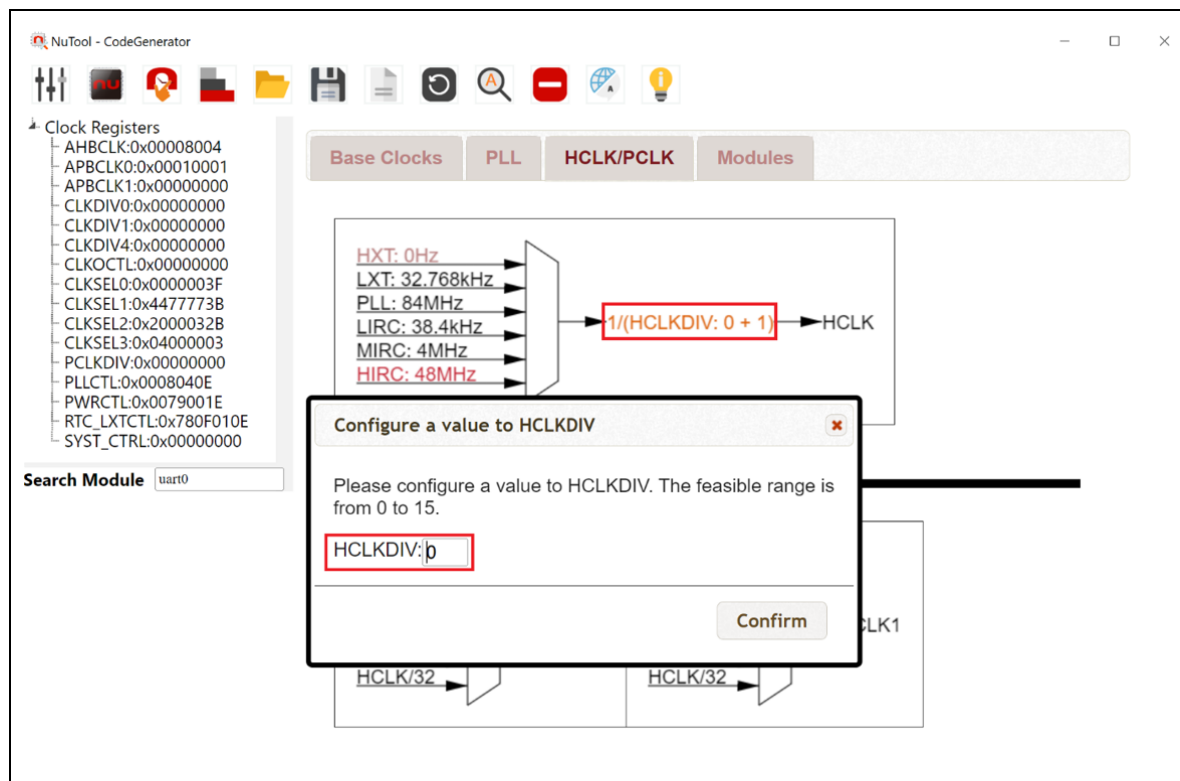 NuTool - CodeGenerator
nu
A
A
Clock Registers
AHBCLK:0x00008004
APBCLK0:0x00010001
APBCLK1:0x00000000
CLKDIV0:0x00000000
CLKDIV1:0x00000000
CLKDIV4:0x00000000
CLKOCTL:0x00000000
CLKSEL0:0x0000003F
CLKSEL1:0x4477773B
CLKSEL2:0x2000032B
CLKSEL3:0x04000003
PCLKDIV:0x00000000
PLLCTL:0x0008040E
PWRCTL:0x0079001E
RTC_LXTCTL:0x780F010E
SYST_CTRL:0x00000000
Search Module uart0
Base Clocks PLL HCLK/PCLK Modules
HXT: 0Hz
LXT: 32.768kHz
PLL: 84MHz
LIRC: 38.4kHz
MIRC: 4MHz
HIRC: 48MHz
1/(HCLKDIV: 0 + 1) HCLK
Configure a value to HCLKDIV
Please configure a value to HCLKDIV. The feasible range is
from 0 to 15.
HCLKDIV: 0
Confirm
CLK1
HCLK/32 HCLK/32